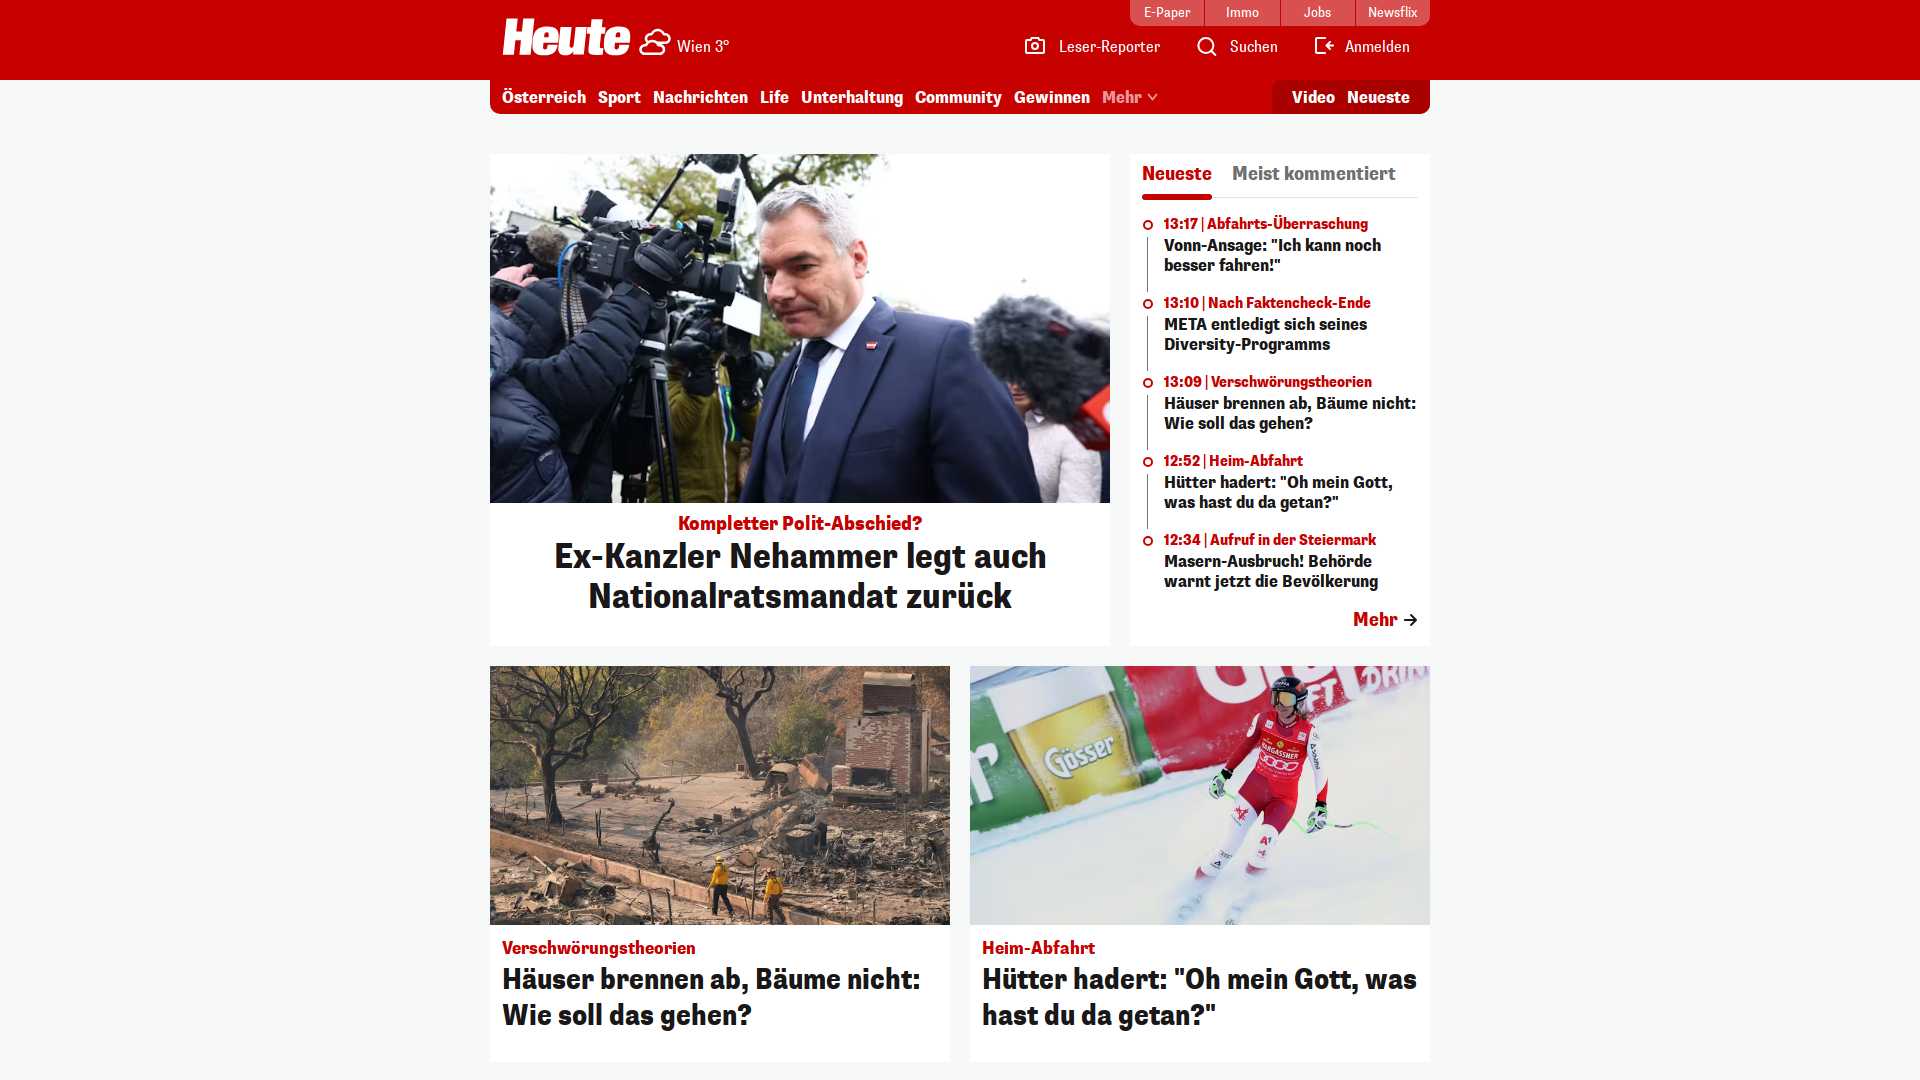 E-Paper
Immo
Jobs
Newsflix
Heute
Wien 3°
Leser-Reporter
Suchen
Anmelden
Österreich
Sport
Nachrichten
Life
Unterhaltung
Community
Gewinnen
Mehr
Video
Neueste
Kompletter Polit-Abschied?
Ex-Kanzler Nehammer legt auch
Nationalratsmandat zurück
Neueste
Meist kommentiert
13:17 | Abfahrts-Überraschung
Vonn-Ansage: "Ich kann noch
besser fahren!"
13:10 | Nach Faktencheck-Ende
META entledigt sich seines
Diversity-Programms
13:09 | Verschwörungstheorien
Häuser brennen ab, Bäume nicht:
Wie soll das gehen?
12:52 | Heim-Abfahrt
Hütter hadert: "Oh mein Gott,
was hast du da getan?"
12:34 | Aufruf in der Steiermark
Masern-Ausbruch! Behörde
warnt jetzt die Bevölkerung
Mehr
Verschwörungstheorien
Häuser brennen ab, Bäume nicht:
Wie soll das gehen?
Gösser
Heim-Abfahrt
Hütter hadert: "Oh mein Gott, was
hast du da getan?"